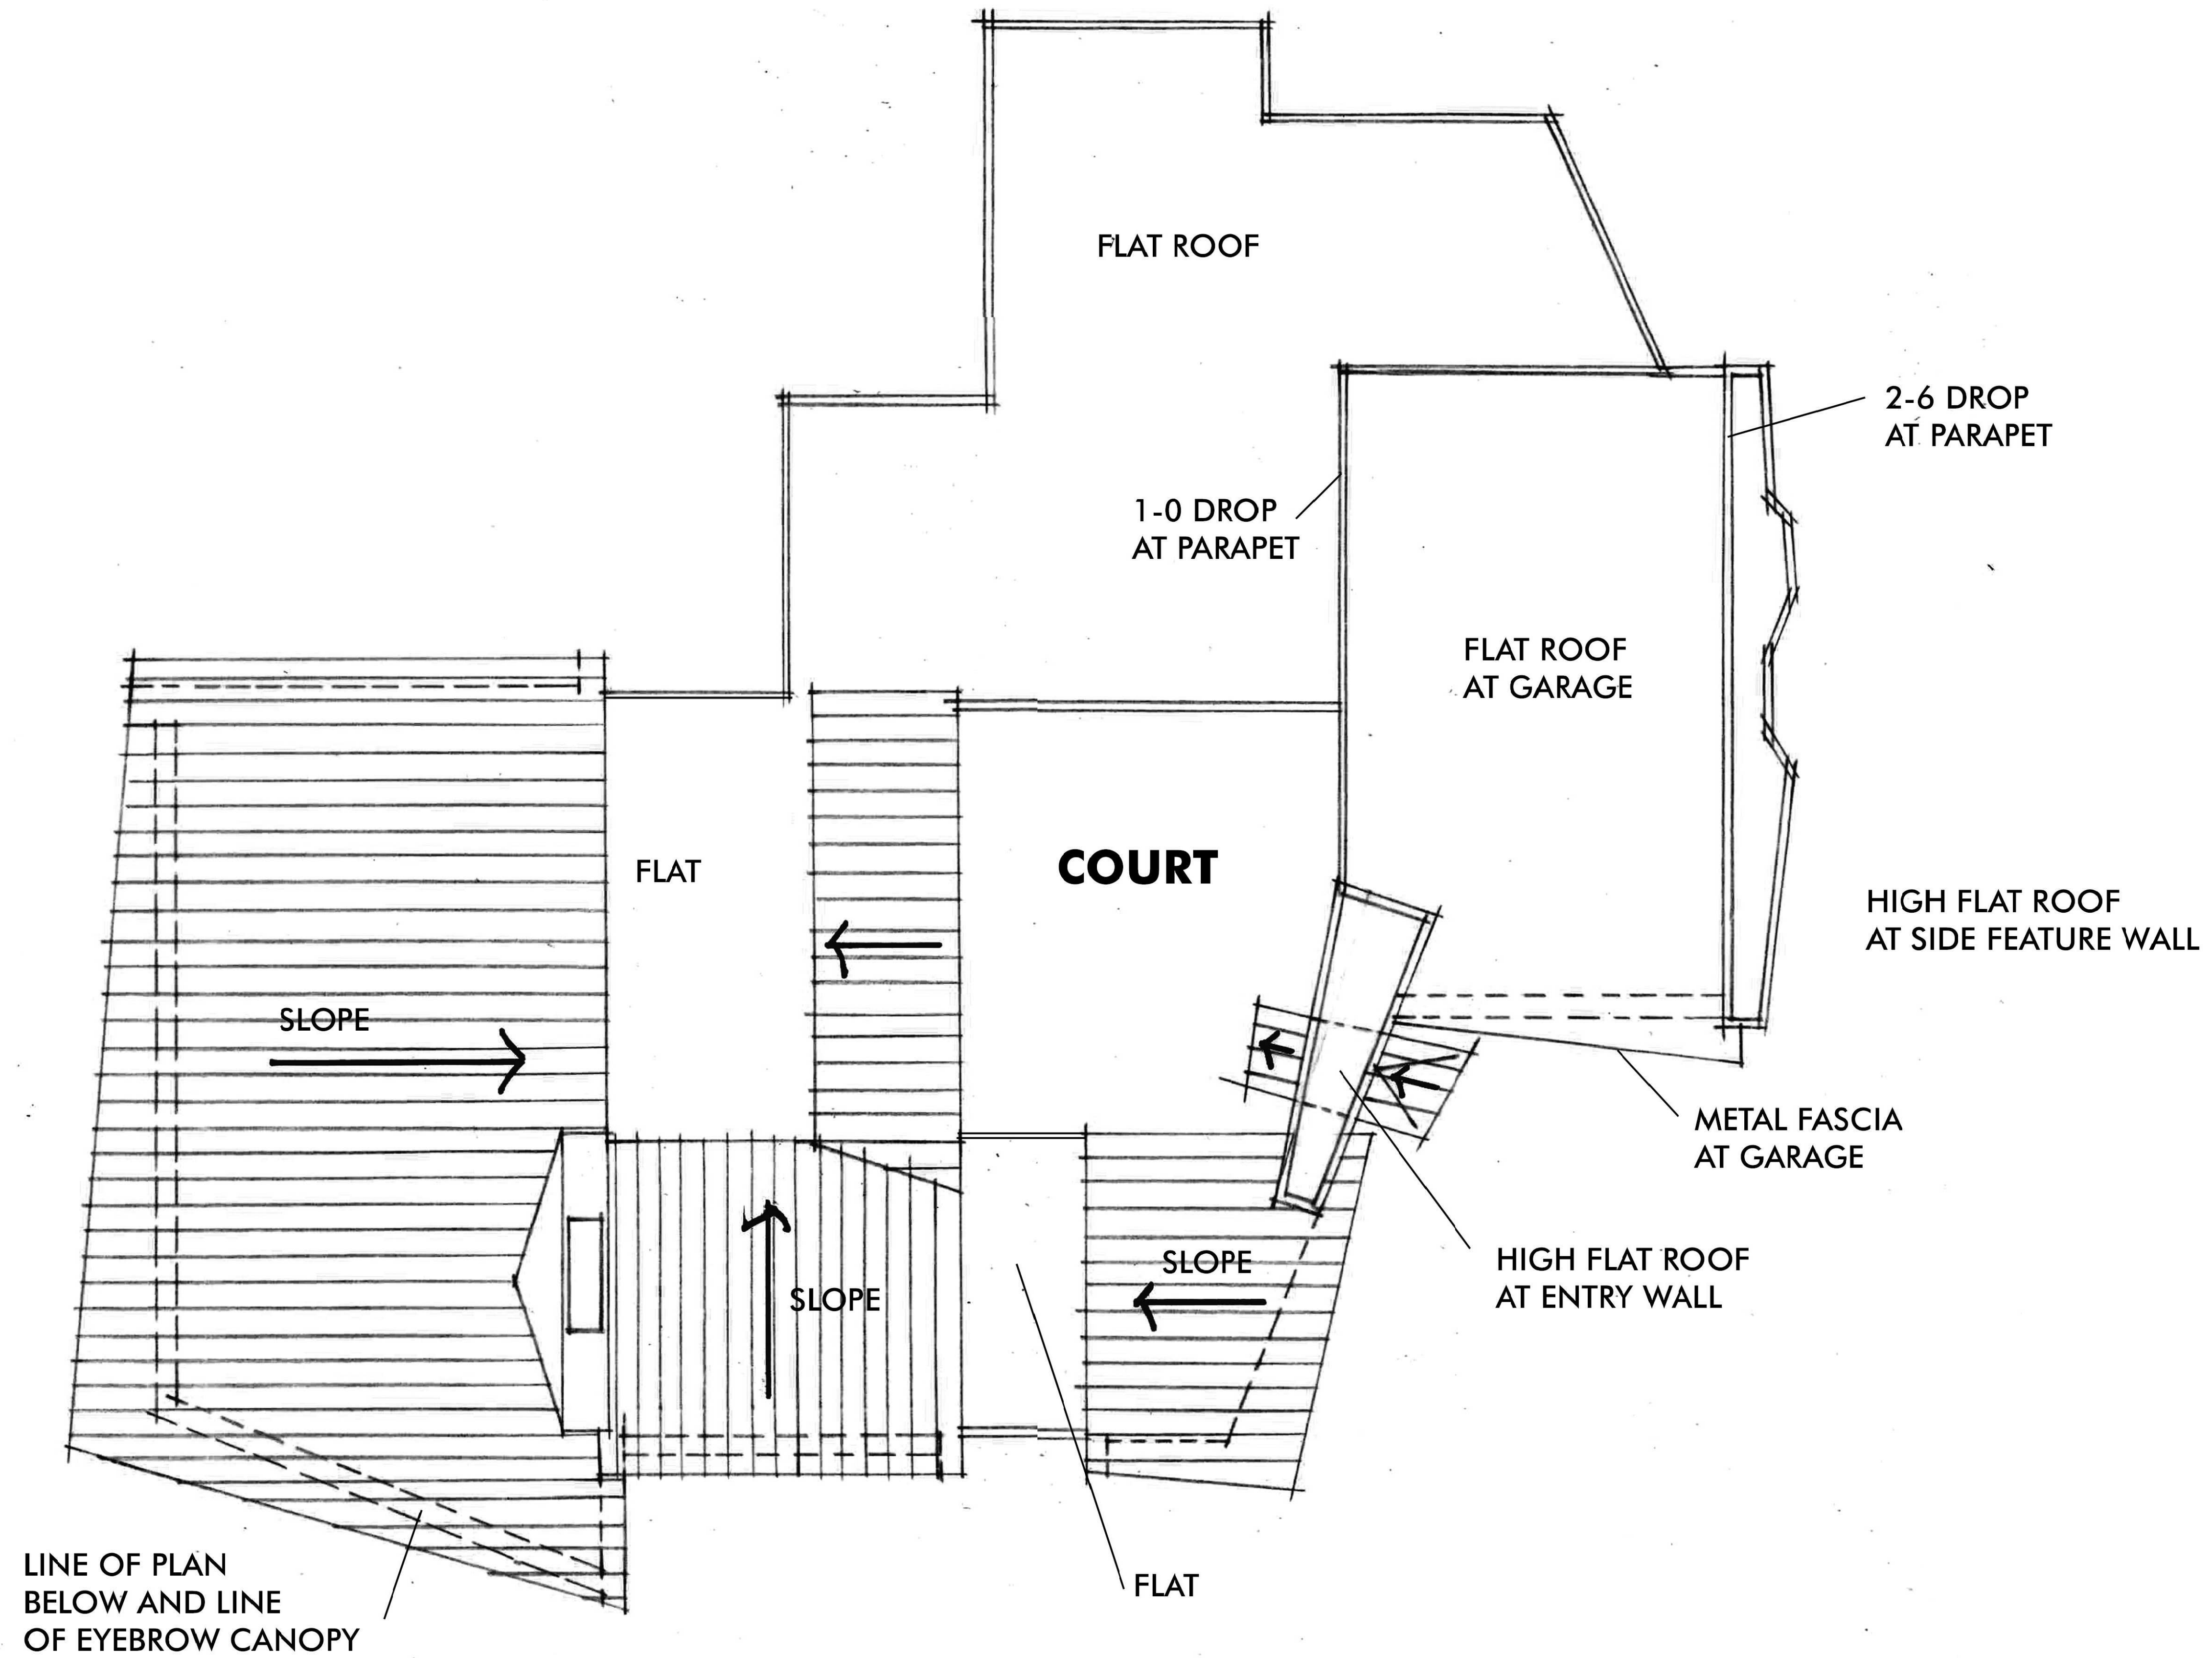 FLAT ROOF
2-6 DROP
AT PARAPET
1-0 DROP
AT PARAPET
FLAT ROOF
AT GARAGE
FLAT
COURT
HIGH FLAT ROOF
AT SIDE FEATURE WALL
SLOPE
METAL FASCIA
AT GARAGE
SLOPE
SLOPE
HIGH FLAT ROOF
AT ENTRY WALL
LINE OF PLAN
BELOW AND LINE
OF EYEBROW CANOPY
FLAT